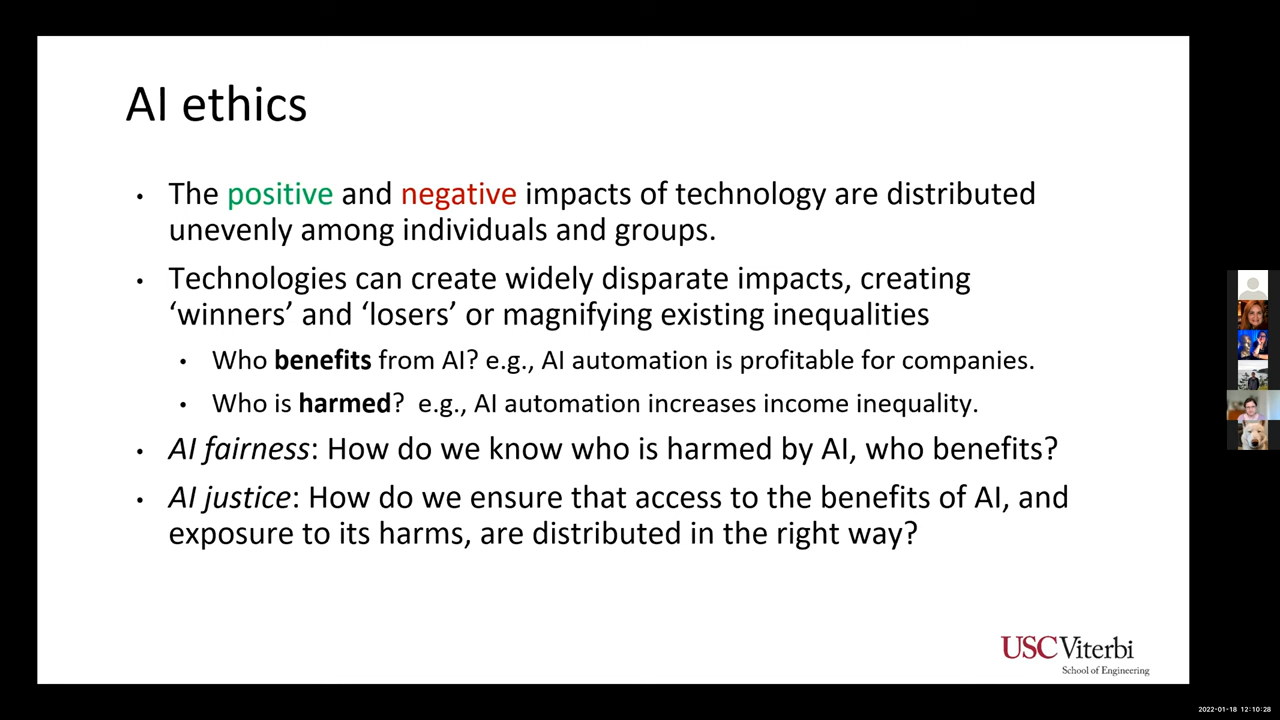 AI ethics
• The positive and negative impacts of technology are distributed
unevenly among individuals and groups.
• Technologies can create widely disparate impacts, creating
‘winners’ and ‘losers’ or magnifying existing inequalities
• Who benefits from AI? e.g., AI automation is profitable for companies.
• Who is harmed? e.g., AI automation increases income inequality.
• AI fairness: How do we know who is harmed by AI, who benefits?
• AI justice: How do we ensure that access to the benefits of AI, and
exposure to its harms, are distributed in the right way?
USC Viterbi
School of Engineering
2022-01-18 12:10:28